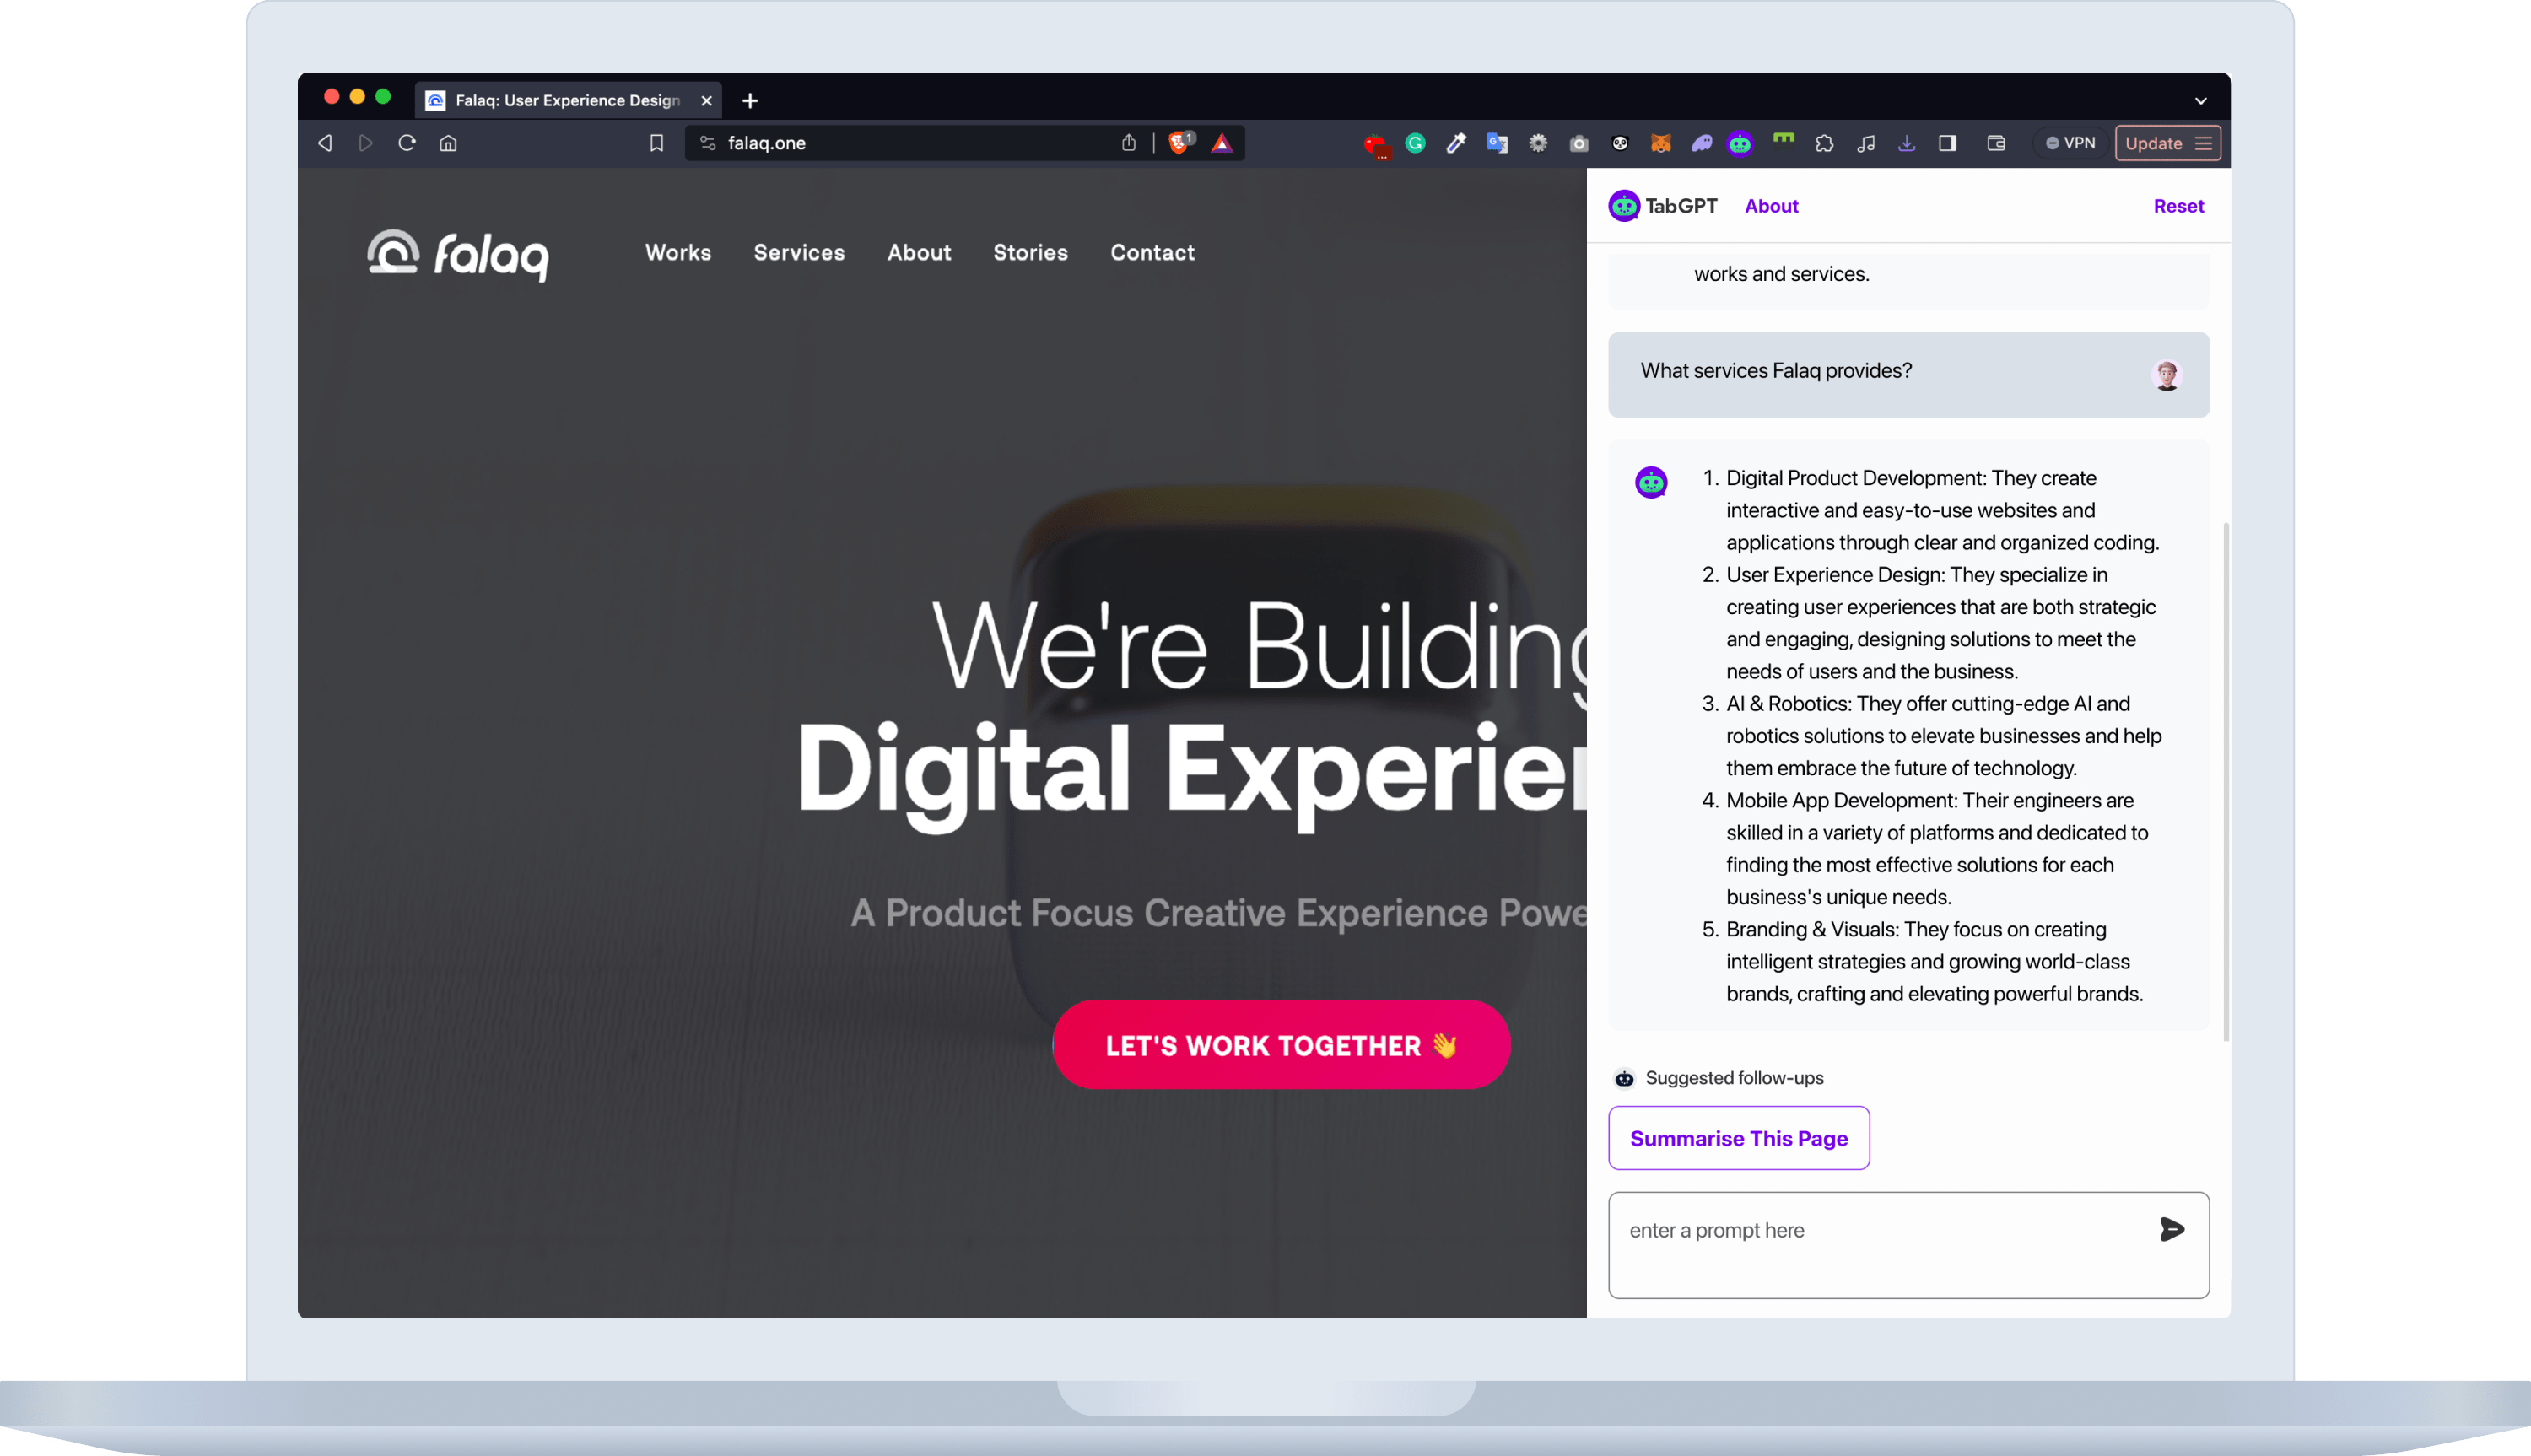 Falaq: User Experience Design
falaq.one
1
VPN
Update
falaq
Works
Services
About
Stories
Contact
We're Building
Digital Experien
A Product Focus Creative Experience Powe
LET'S WORK TOGETHER 👋
TabGPT
About
Reset
works and services.
What services Falaq provides?
1. Digital Product Development: They create
interactive and easy-to-use websites and
applications through clear and organized coding.
2. User Experience Design: They specialize in
creating user experiences that are both strategic
and engaging, designing solutions to meet the
needs of users and the business.
3. AI & Robotics: They offer cutting-edge AI and
robotics solutions to elevate businesses and help
them embrace the future of technology.
4. Mobile App Development: Their engineers are
skilled in a variety of platforms and dedicated to
finding the most effective solutions for each
business's unique needs.
5. Branding & Visuals: They focus on creating
intelligent strategies and growing world-class
brands, crafting and elevating powerful brands.
Suggested follow-ups
Summarise This Page
enter a prompt here